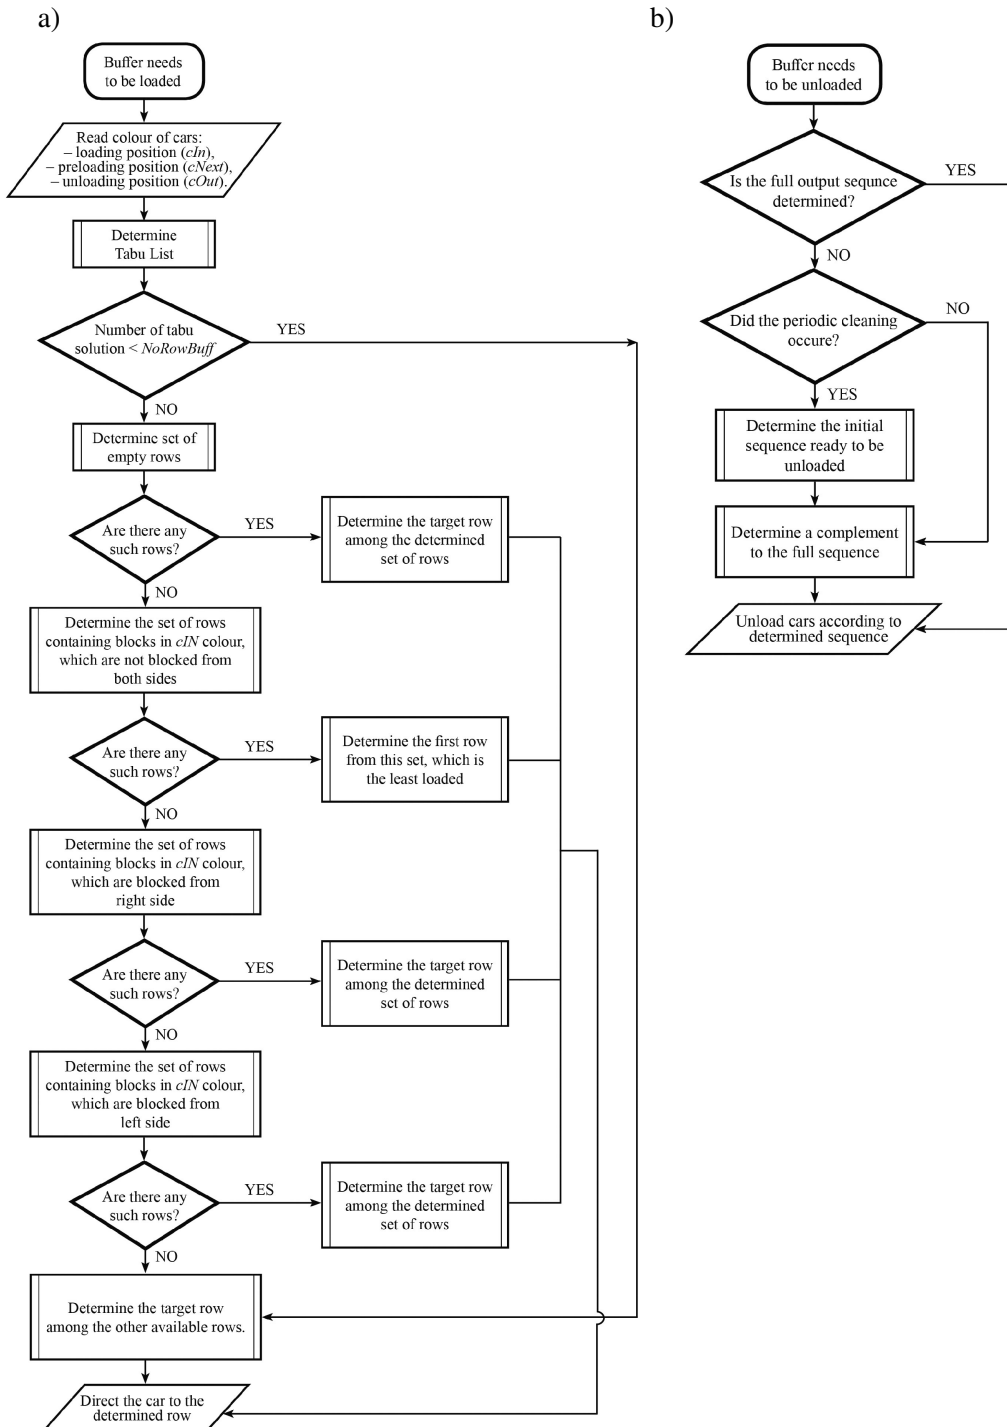 a)
Buffer needs
to be loaded
Read colour of cars:
– loading position (cIn),
– preloading position (cNext),
– unloading position (cOut).
Determine
Tabu List
Number of tabu
solution < NoRowBuff
YES
NO
Determine set of
empty rows
Are there any
such rows?
YES
Determine the target row
among the determined
set of rows
NO
Determine the set of rows
containing blocks in cIN colour,
which are not blocked from
both sides
Are there any
such rows?
YES
Determine the first row
from this set, which is
the least loaded
NO
Determine the set of rows
containing blocks in cIN colour,
which are blocked from
right side
Are there any
such rows?
YES
Determine the target row
among the determined
set of rows
NO
Determine the set of rows
containing blocks in cIN colour,
which are blocked from
left side
Are there any
such rows?
YES
Determine the target row
among the determined
set of rows
NO
Determine the target row
among the other available rows.
Direct the car to the
determined row
b)
Buffer needs
to be unloaded
Is the full output sequnce
determined?
YES
NO
Did the periodic cleaning
occure?
NO
YES
Determine the initial
sequence ready to be
unloaded
Determine a complement
to the full sequence
Unload cars according to
determined sequence